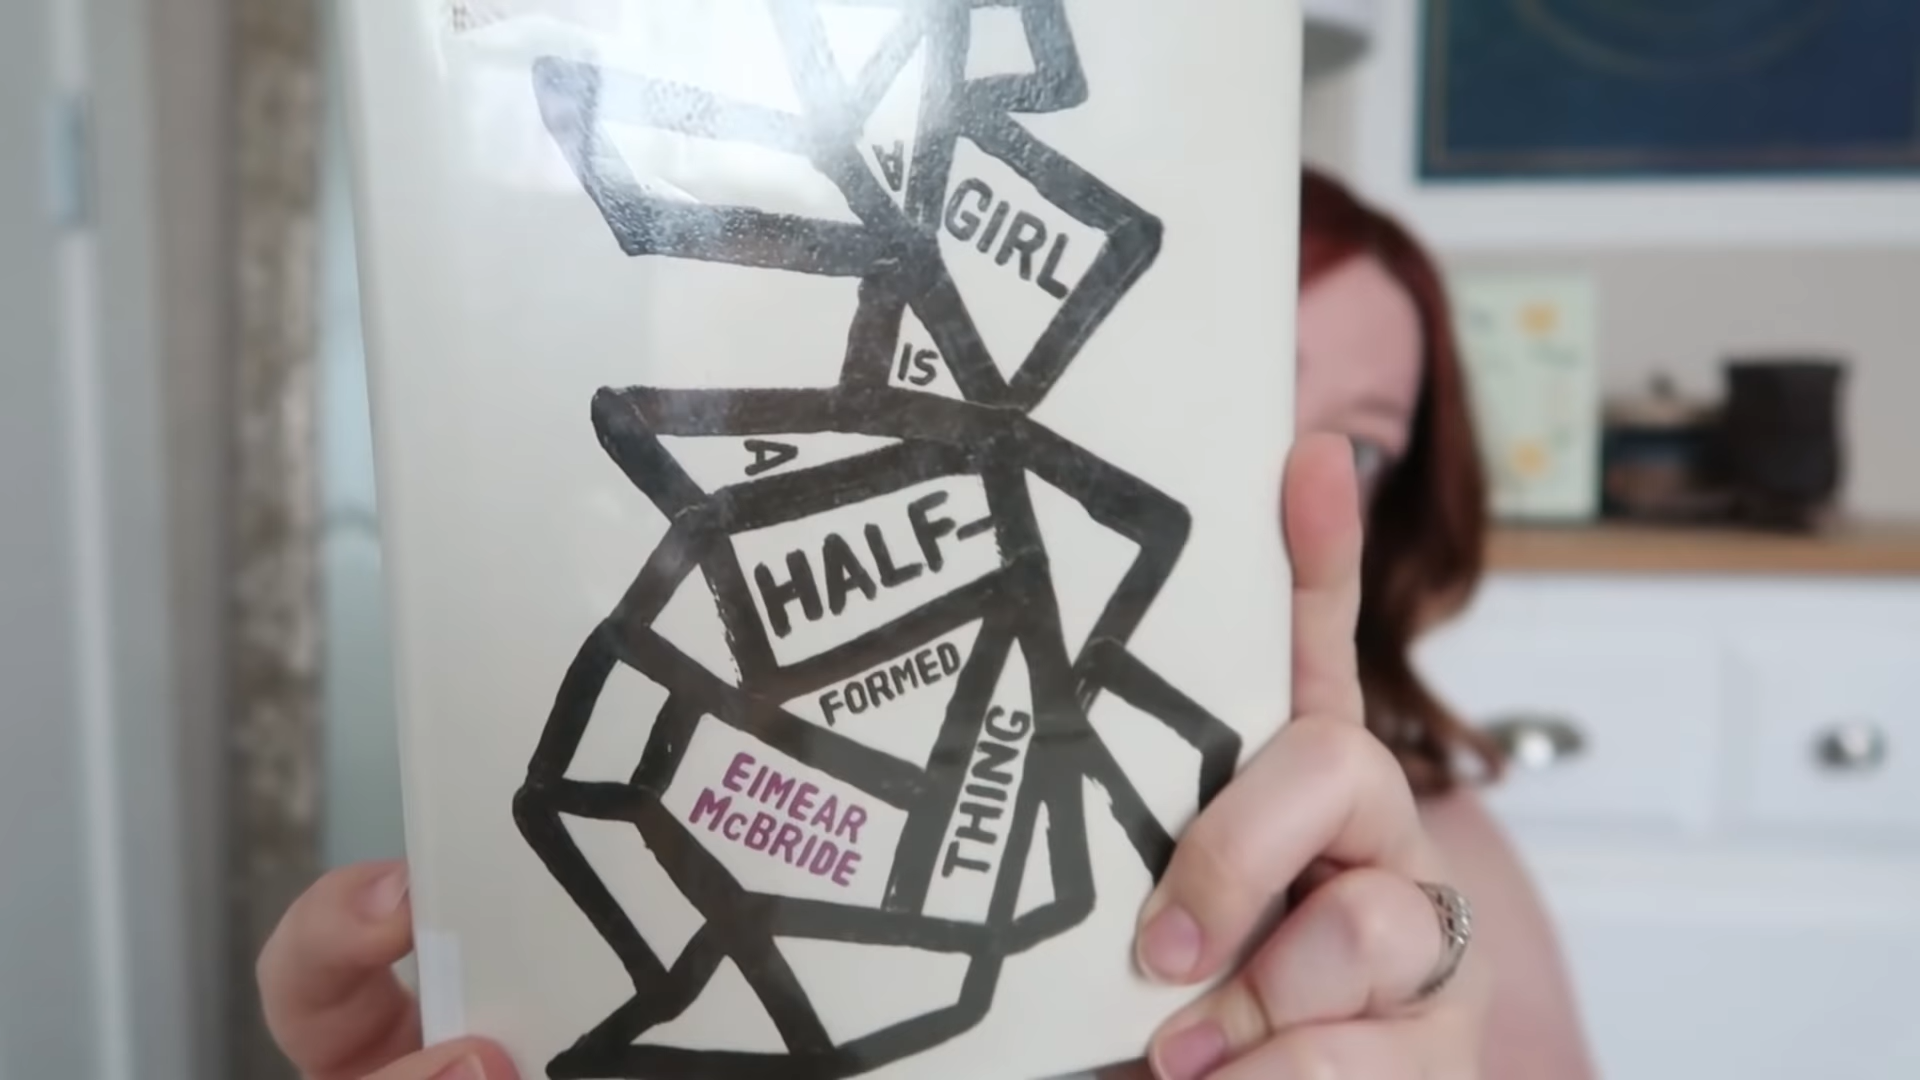 A
GIRL
IS
A
HALF-
FORMED
THING
EIMEAR
McBRIDE